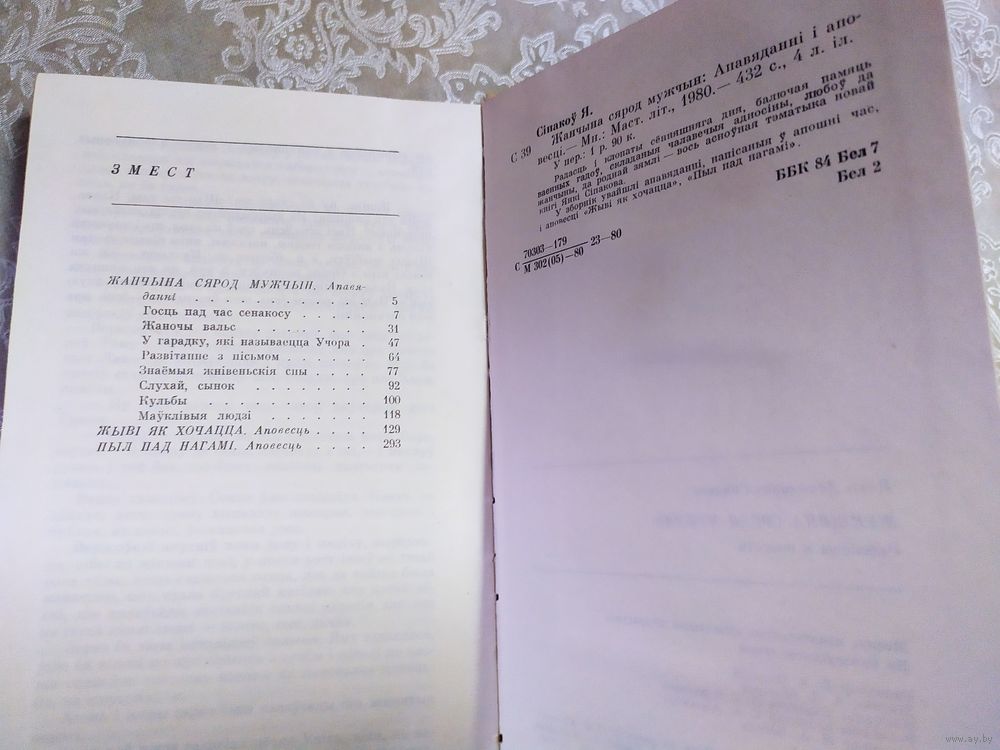 ЗМЕСТ
ЖАНЧЫНА СЯРОД МУЖЧЫН. Апавя-
данні . . . . . . . . . . . . 5
Госць пад час сенакосу . . . . . 7
Жаночы вальс . . . . . . . . 31
У гарадку, які называецца Учора . 47
Развітанне з пісьмом . . . . . . 64
Знаёмыя жнівеньскія сны . . . . 77
Слухай, сынок . . . . . . . . 92
Кульбы . . . . . . . . . . . 100
Маўклівыя людзі . . . . . . . . 118
ЖЫВІ ЯК ХОЧАЦЦА. Аповесць . . . . 129
ПЫЛ ПАД НАГАМІ. Аповесць . . . . 293
Сіпакоў Я.
С 39 Жанчына сярод мужчын: Апавяданні і апо-
весці.— Мн.: Маст. літ., 1980.— 432 с., 4 л. іл.
У пер.: 1 р. 90 к.
Радасць і клопаты сённяшняга дня, балючая памяць
ваенных гадоў, складаныя чалавечыя адносіны, любоў да
жанчыны, да роднай зямлі — вось асноўная тэматыка новай
кнігі Янкі Сіпакова.
У зборнік увайшлі апавяданні, напісаныя ў апошні час,
і аповесці «Жыві як хочацца», «Пыл пад нагамі».
70303—179
С 23—80
М 302(05)—80
ББК 84 Бел 7
Бел 2
www.ay.by